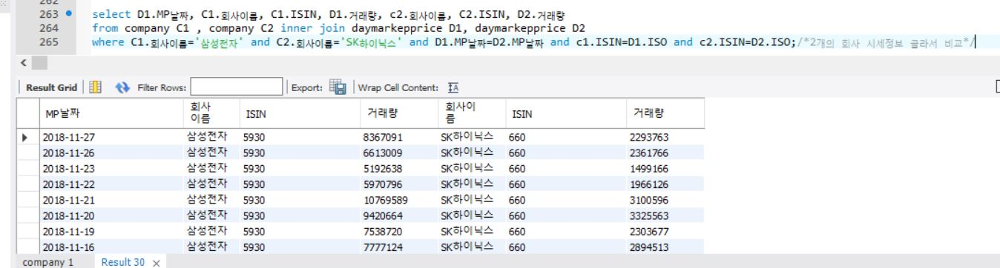 262
263 select D1.MP날짜, C1.회사이름, C1.ISIN, D1.거래량, c2.회사이름, C2.ISIN, D2.거래량
264 from company C1 , company C2 inner join daymarkepprice D1, daymarkepprice D2
265 where C1.회사이름='삼성전자' and C2.회사이름='SK하이닉스' and D1.MP날짜=D2.MP날짜 and c1.ISIN=D1.ISO and c2.ISIN=D2.ISO;/*2개의 회사 시세정보 골라서 비교*/
Result Grid Filter Rows: Export: Wrap Cell Content:
MP날짜 회사이름 ISIN 거래량 회사이름 ISIN 거래량
2018-11-27 삼성전자 5930 8367091 SK하이닉스 660 2293763
2018-11-26 삼성전자 5930 6613009 SK하이닉스 660 2361766
2018-11-23 삼성전자 5930 5192638 SK하이닉스 660 1499166
2018-11-22 삼성전자 5930 5970796 SK하이닉스 660 1966126
2018-11-21 삼성전자 5930 10769589 SK하이닉스 660 3100596
2018-11-20 삼성전자 5930 9420664 SK하이닉스 660 3325563
2018-11-19 삼성전자 5930 7538720 SK하이닉스 660 2303677
2018-11-16 삼성전자 5930 7777124 SK하이닉스 660 2894513
company 1 Result 30